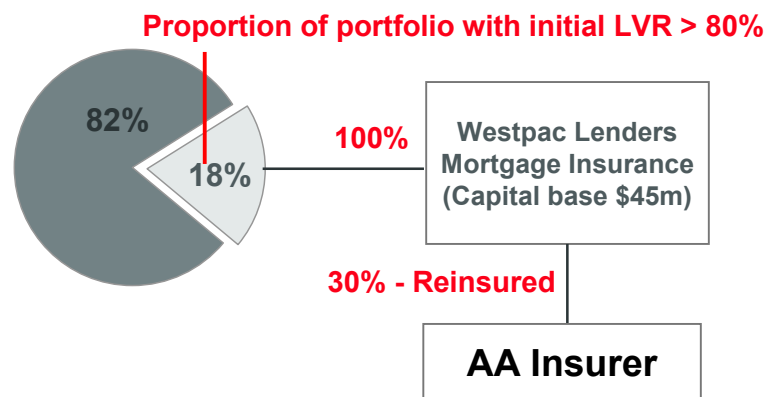 Proportion of portfolio with initial LVR > 80%
82%
18%
100%
Westpac Lenders
Mortgage Insurance
(Capital base $45m)
30% - Reinsured
AA Insurer